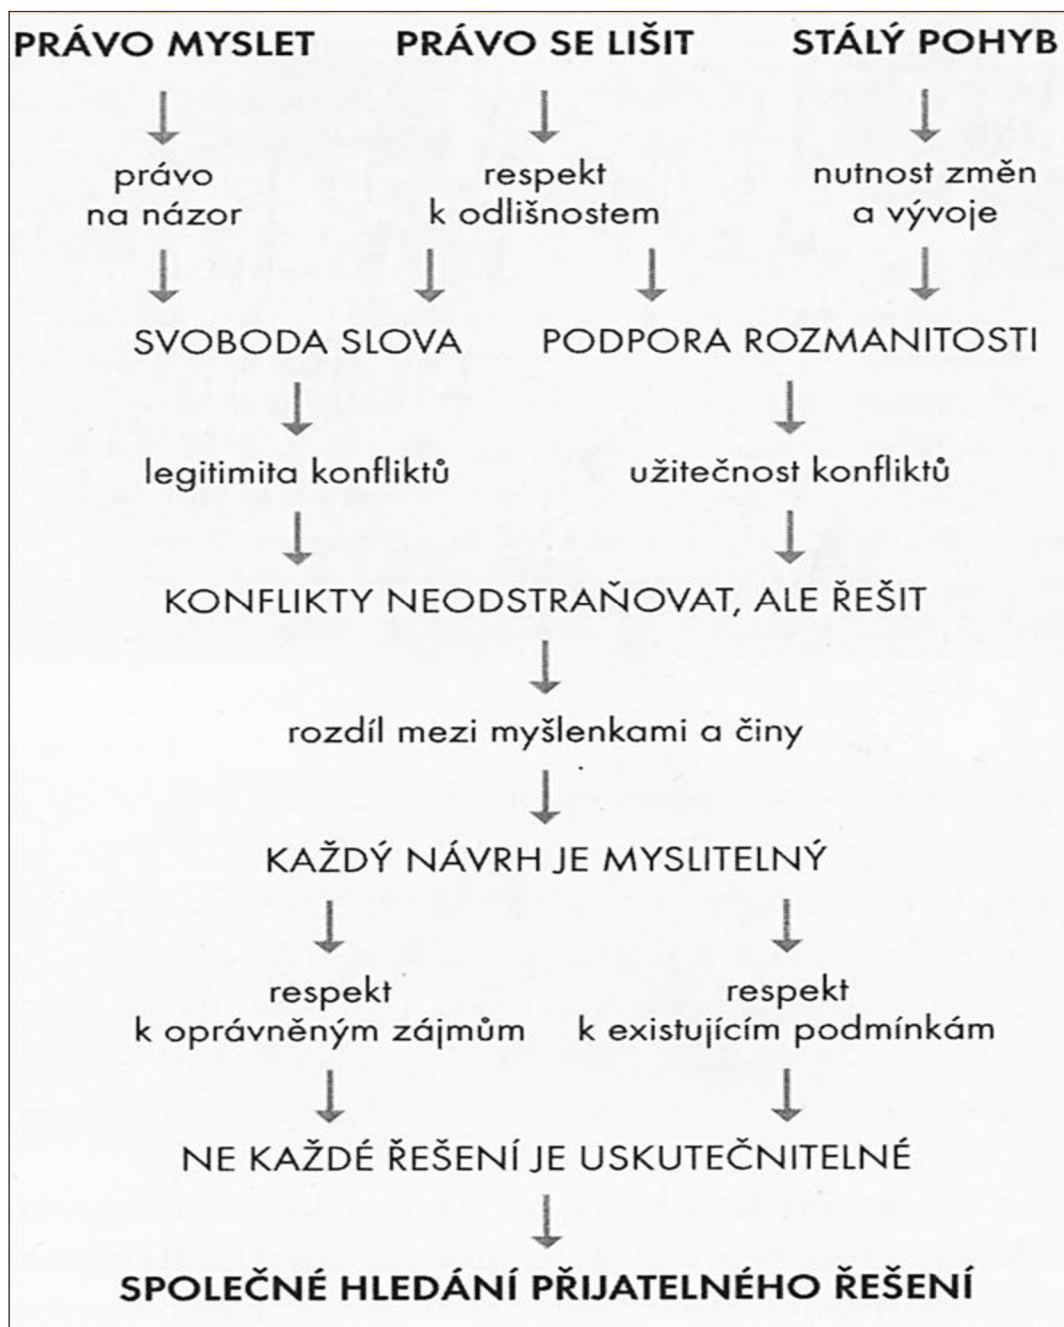 PRÁVO MYSLET PRÁVO SE LIŠIT STÁLÝ POHYB
právo
na názor
respekt
k odlišnostem
nutnost změn
a vývoje
SVOBODA SLOVA PODPORA ROZMANITOSTI
legitimita konfliktů užitečnost konfliktů
KONFLIKTY NEODSTRAŇOVAT, ALE ŘEŠIT
rozdíl mezi myšlenkami a činy
KAŽDÝ NÁVRH JE MYSLITELNÝ
respekt
k oprávněným zájmům
respekt
k existujícím podmínkám
NE KAŽDÉ ŘEŠENÍ JE USKUTEČNITELNÉ
SPOLEČNÉ HLEDÁNÍ PŘIJATELNÉHO ŘEŠENÍ